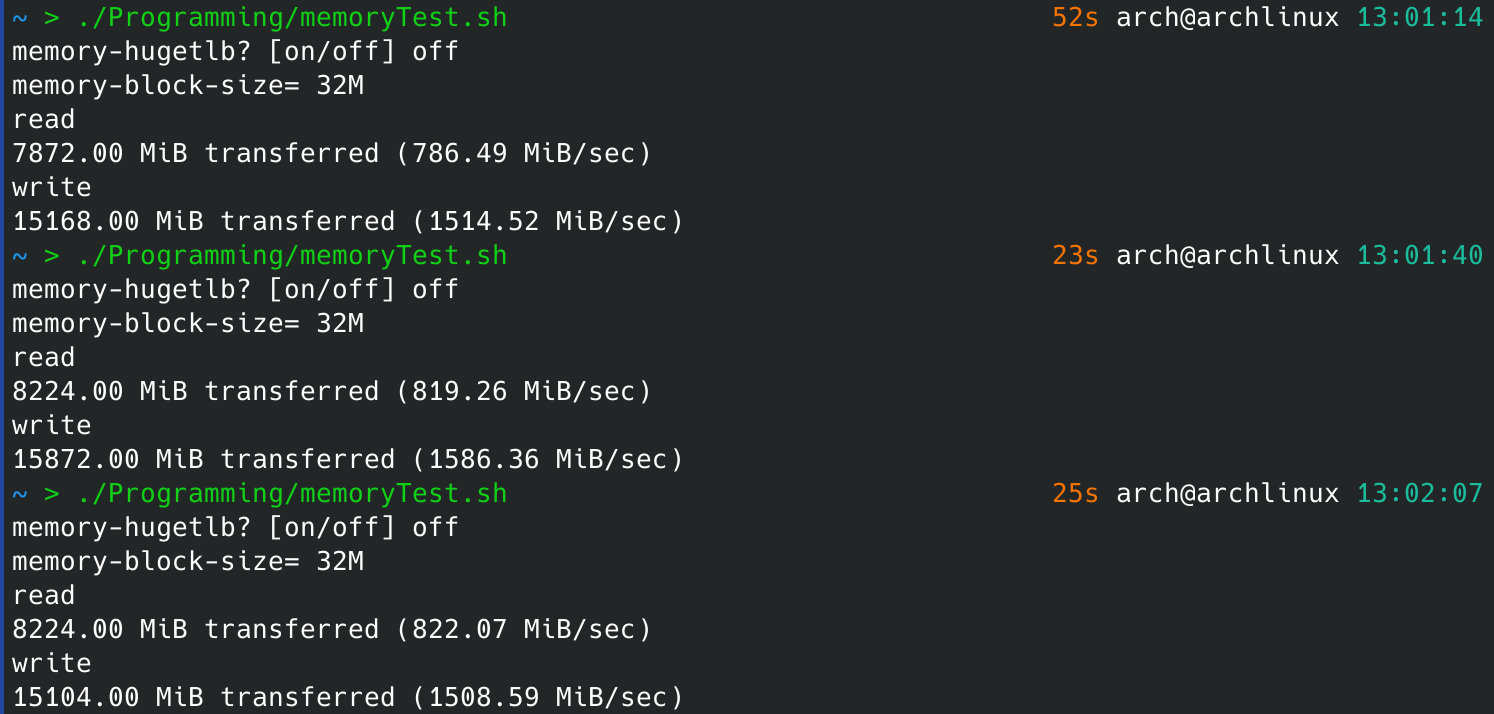 ~ > ./Programming/memoryTest.sh 52s arch@archlinux 13:01:14
memory-hugetlb? [on/off] off
memory-block-size= 32M
read
7872.00 MiB transferred (786.49 MiB/sec)
write
15168.00 MiB transferred (1514.52 MiB/sec)
~ > ./Programming/memoryTest.sh 23s arch@archlinux 13:01:40
memory-hugetlb? [on/off] off
memory-block-size= 32M
read
8224.00 MiB transferred (819.26 MiB/sec)
write
15872.00 MiB transferred (1586.36 MiB/sec)
~ > ./Programming/memoryTest.sh 25s arch@archlinux 13:02:07
memory-hugetlb? [on/off] off
memory-block-size= 32M
read
8224.00 MiB transferred (822.07 MiB/sec)
write
15104.00 MiB transferred (1508.59 MiB/sec)